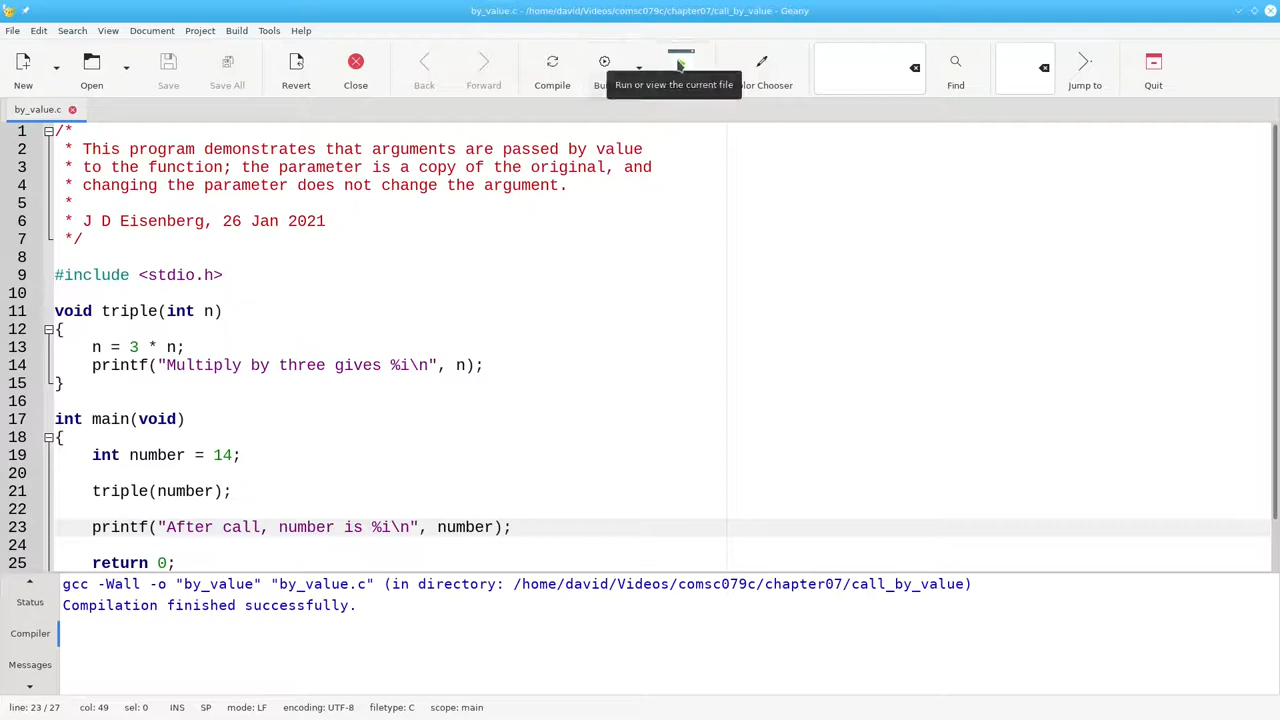 by_value.c - /home/david/Videos/comsc079c/chapter07/call_by_value - Geany
File Edit Search View Document Project Build Tools Help
New Open Save Save All Revert Close Back Forward Compile Find Jump to Quit
Run or view the current file
by_value.c
1 /*
2 * This program demonstrates that arguments are passed by value
3 * to the function; the parameter is a copy of the original, and
4 * changing the parameter does not change the argument.
5 *
6 * J D Eisenberg, 26 Jan 2021
7 */
8
9 #include <stdio.h>
10
11 void triple(int n)
12 {
13 n = 3 * n;
14 printf("Multiply by three gives %i\n", n);
15 }
16
17 int main(void)
18 {
19 int number = 14;
20
21 triple(number);
22
23 printf("After call, number is %i\n", number);
24
25 return 0;
Status
Compiler
Messages
gcc -Wall -o "by_value" "by_value.c" (in directory: /home/david/Videos/comsc079c/chapter07/call_by_value)
Compilation finished successfully.
line: 23 / 27 col: 49 sel: 0 INS SP mode: LF encoding: UTF-8 filetype: C scope: main